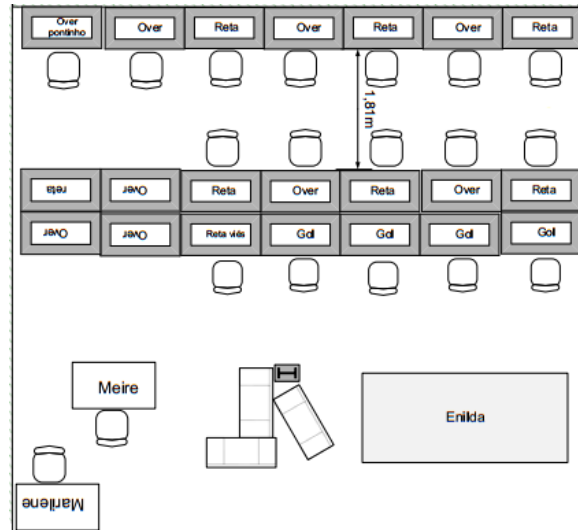 Over
pontinho
Over
Reta
Over
Reta
Over
Reta
1,81m
reta
Over
Reta
Over
Reta
Over
Reta
Over
Over
Reta viés
Gol
Gol
Gol
Gol
Meire
Enilda
Marilene